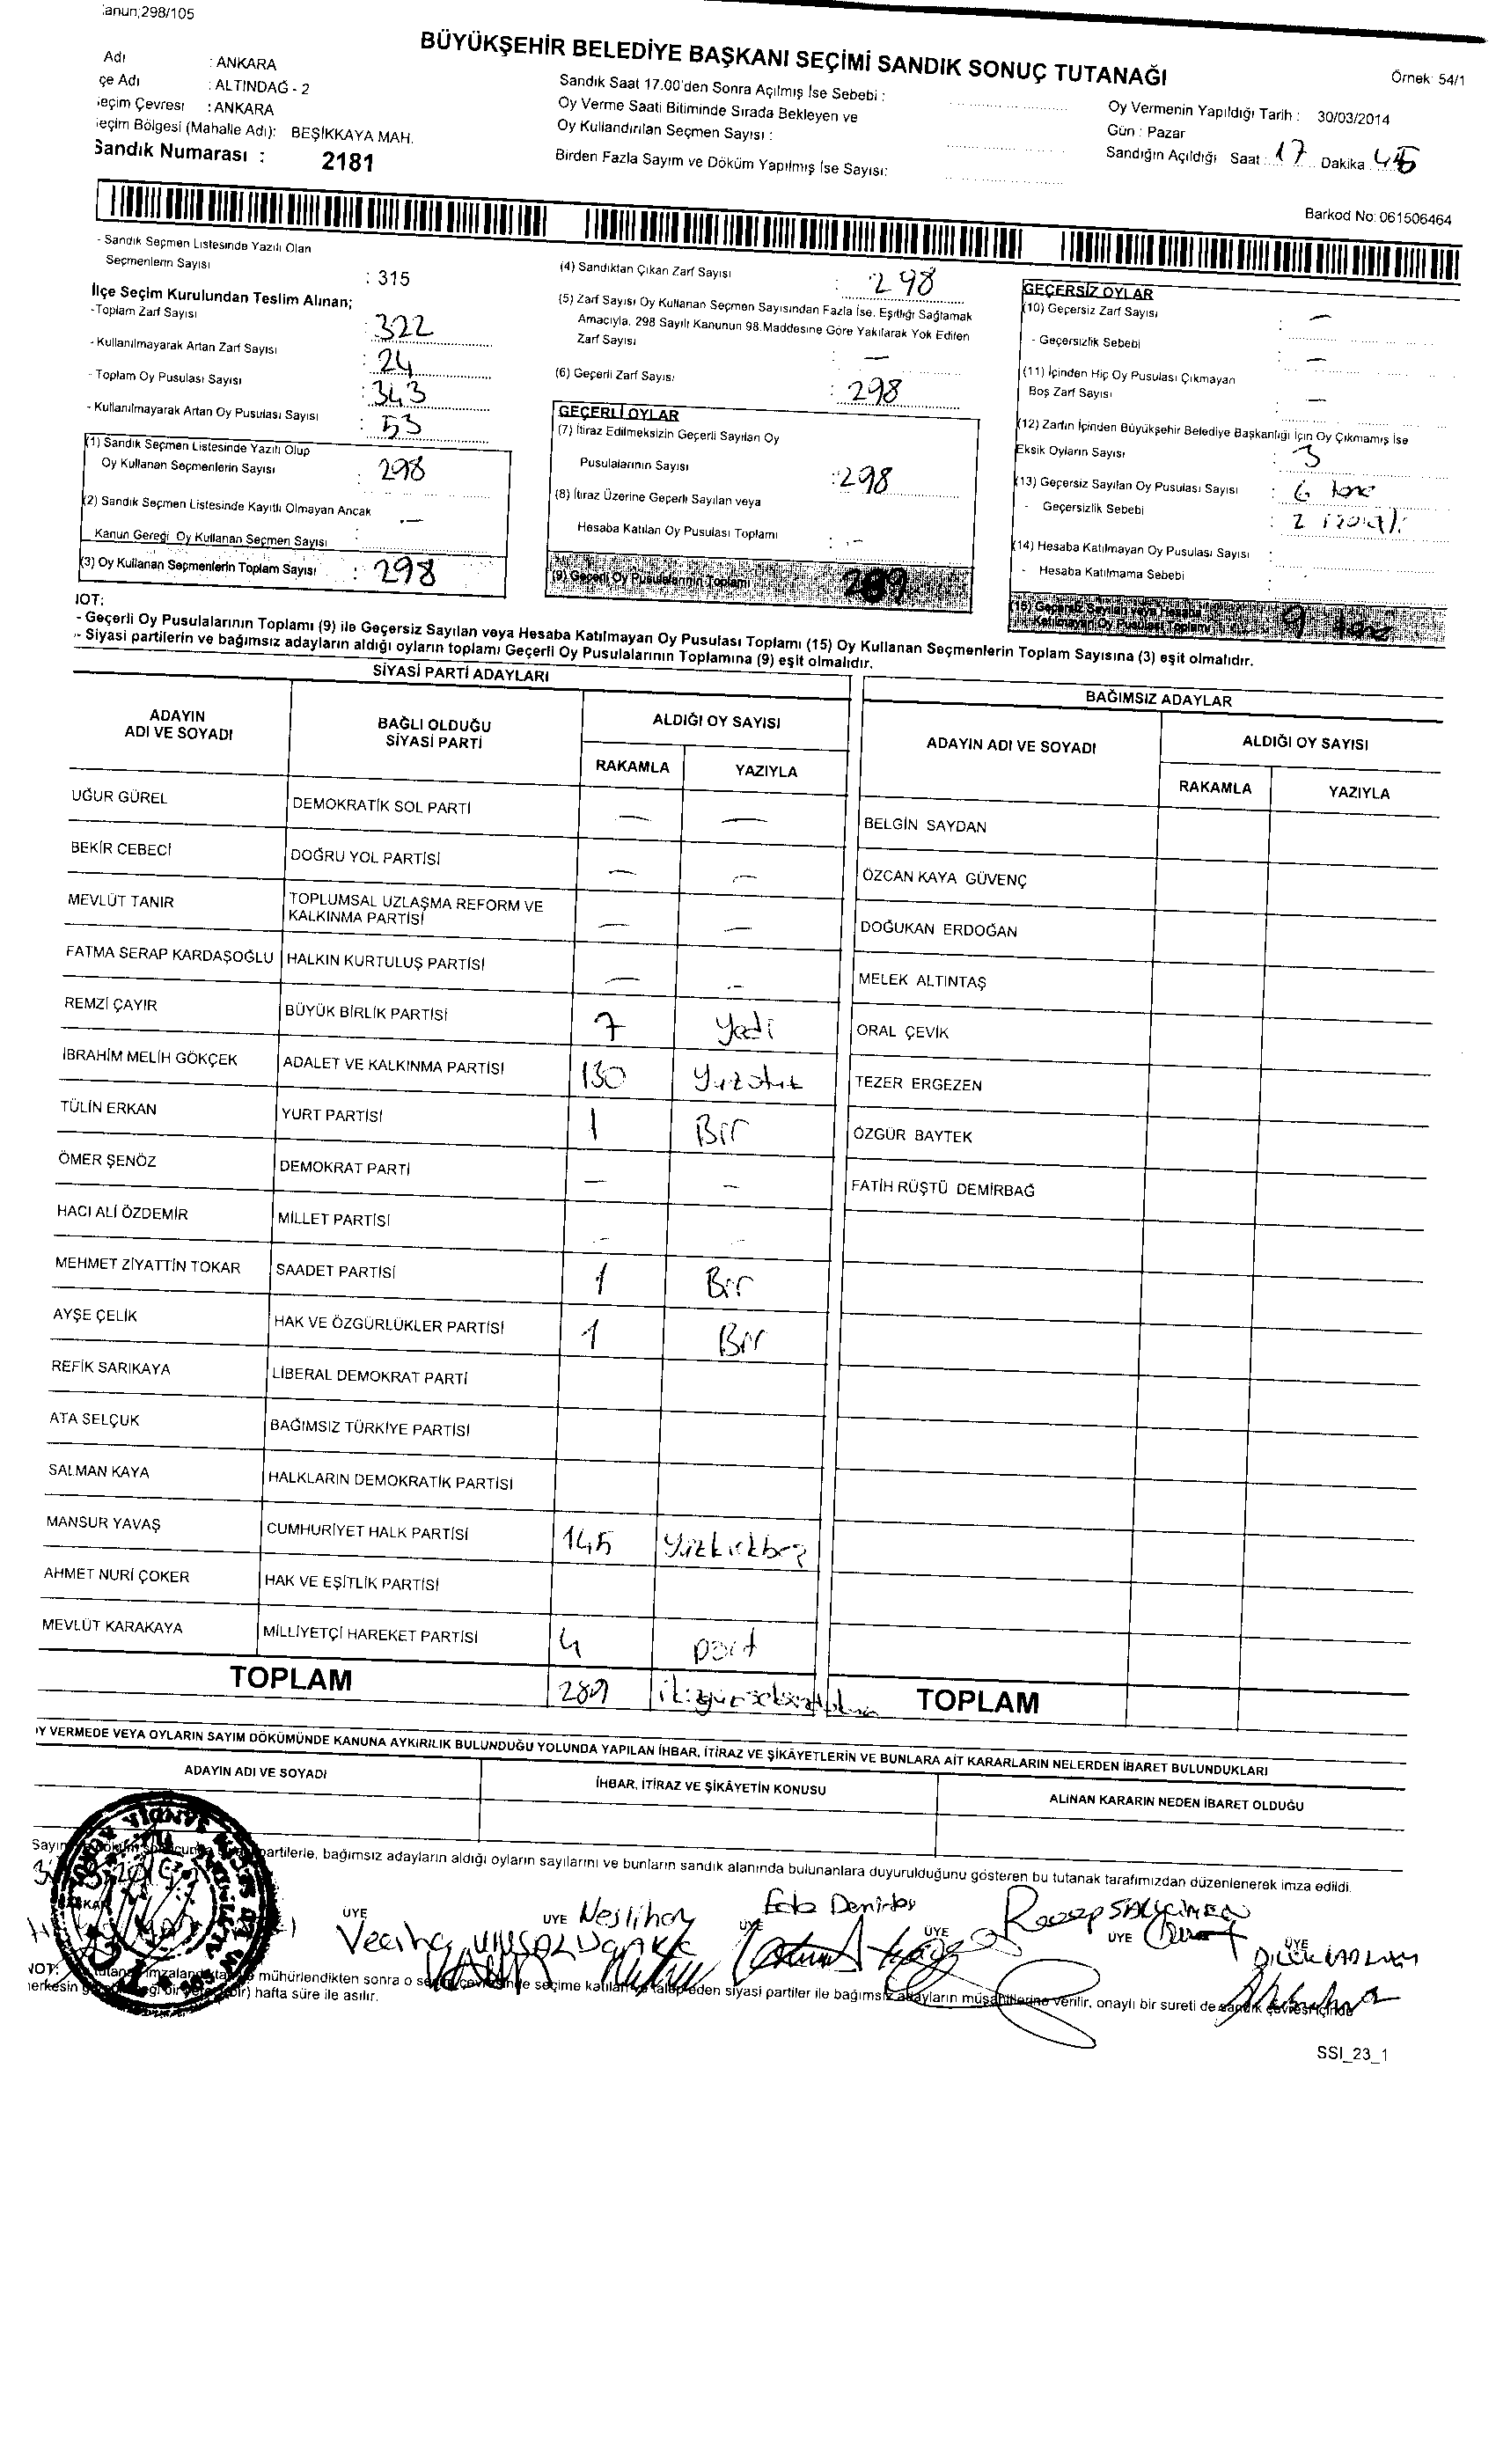 anun;298/105
BÜYÜKŞEHİR BELEDİYE BAŞKANI SEÇİMİ SANDIK SONUÇ TUTANAĞI
Örnek: 54/1
Adı : ANKARA
çe Adı : ALTINDAĞ - 2
eçim Çevresi : ANKARA
eçim Bölgesi (Mahalle Adı): BEŞİKKAYA MAH.
Sandık Numarası : 2181
Sandık Saat 17.00'den Sonra Açılmış İse Sebebi :
Oy Verme Saati Bitiminde Sırada Bekleyen ve
Oy Kullandırılan Seçmen Sayısı :
Birden Fazla Sayım ve Döküm Yapılmış İse Sayısı:
Oy Vermenin Yapıldığı Tarih : 30/03/2014
Gün : Pazar
Sandığın Açıldığı Saat : 17 Dakika 45
Barkod No: 061506464
- Sandık Seçmen Listesinde Yazılı Olan
Seçmenlerin Sayısı : 315
İlçe Seçim Kurulundan Teslim Alınan;
-Toplam Zarf Sayısı : 322
- Kullanılmayarak Artan Zarf Sayısı : 24
- Toplam Oy Pusulası Sayısı : 343
- Kullanılmayarak Artan Oy Pusulası Sayısı : 53
(1) Sandık Seçmen Listesinde Yazılı Olup
Oy Kullanan Seçmenlerin Sayısı : 298
(2) Sandık Seçmen Listesinde Kayıtlı Olmayan Ancak
Kanun Gereği Oy Kullanan Seçmen Sayısı : -
(3) Oy Kullanan Seçmenlerin Toplam Sayısı : 298
(4) Sandıktan Çıkan Zarf Sayısı : 298
(5) Zarf Sayısı Oy Kullanan Seçmen Sayısından Fazla İse, Eşitliği Sağlamak
Amacıyla, 298 Sayılı Kanunun 98.Maddesine Göre Yakılarak Yok Edilen
Zarf Sayısı : -
(6) Geçerli Zarf Sayısı : 298
GEÇERLİ OYLAR
(7) İtiraz Edilmeksizin Geçerli Sayılan Oy
Pusulalarının Sayısı : 298
(8) İtiraz Üzerine Geçerli Sayılan veya
Hesaba Katılan Oy Pusulası Toplamı : -
(9) Geçerli Oy Pusulalarının Toplamı 289
GEÇERSİZ OYLAR
(10) Geçersiz Zarf Sayısı : -
- Geçersizlik Sebebi : -
(11) İçinden Hiç Oy Pusulası Çıkmayan
Boş Zarf Sayısı : -
(12) Zarfın İçinden Büyükşehir Belediye Başkanlığı İçin Oy Çıkmamış İse
Eksik Oyların Sayısı : 3
(13) Geçersiz Sayılan Oy Pusulası Sayısı : 6 tane
- Geçersizlik Sebebi : 2
(14) Hesaba Katılmayan Oy Pusulası Sayısı :
- Hesaba Katılmama Sebebi :
(15) Geçersiz Sayılan veya Hesaba
Katılmayan Oy Pusulası Toplamı 9 tane
NOT:
- Geçerli Oy Pusulalarının Toplamı (9) ile Geçersiz Sayılan veya Hesaba Katılmayan Oy Pusulası Toplamı (15) Oy Kullanan Seçmenlerin Toplam Sayısına (3) eşit olmalıdır.
- Siyasi partilerin ve bağımsız adayların aldığı oyların toplamı Geçerli Oy Pusulalarının Toplamına (9) eşit olmalıdır.
SİYASİ PARTİ ADAYLARI
ADAYIN ADI VE SOYADI BAĞLI OLDUĞU SİYASİ PARTİ ALDIĞI OY SAYISI
RAKAMLA YAZIYLA
UĞUR GÜREL DEMOKRATİK SOL PARTİ - -
BEKİR CEBECİ DOĞRU YOL PARTİSİ - -
MEVLÜT TANIR TOPLUMSAL UZLAŞMA REFORM VE KALKINMA PARTİSİ - -
FATMA SERAP KARDAŞOĞLU HALKIN KURTULUŞ PARTİSİ - -
REMZİ ÇAYIR BÜYÜK BİRLİK PARTİSİ 7 Yedi
İBRAHİM MELİH GÖKÇEK ADALET VE KALKINMA PARTİSİ 130 Yüzotuz
TÜLİN ERKAN YURT PARTİSİ 1 Bir
ÖMER ŞENÖZ DEMOKRAT PARTİ - -
HACI ALİ ÖZDEMİR MİLLET PARTİSİ - -
MEHMET ZİYATTİN TOKAR SAADET PARTİSİ 1 Bir
AYŞE ÇELİK HAK VE ÖZGÜRLÜKLER PARTİSİ 1 Bir
REFİK SARIKAYA LİBERAL DEMOKRAT PARTİ
ATA SELÇUK BAĞIMSIZ TÜRKİYE PARTİSİ
SALMAN KAYA HALKLARIN DEMOKRATİK PARTİSİ
MANSUR YAVAŞ CUMHURİYET HALK PARTİSİ 145 Yüzkırkbeş
AHMET NURİ ÇOKER HAK VE EŞİTLİK PARTİSİ
MEVLÜT KARAKAYA MİLLİYETÇİ HAREKET PARTİSİ 4 Dört
TOPLAM 289
BAĞIMSIZ ADAYLAR
ADAYIN ADI VE SOYADI ALDIĞI OY SAYISI
RAKAMLA YAZIYLA
BELGİN SAYDAN
ÖZCAN KAYA GÜVENÇ
DOĞUKAN ERDOĞAN
MELEK ALTINTAŞ
ORAL ÇEVİK
TEZER ERGEZEN
ÖZGÜR BAYTEK
FATİH RÜŞTÜ DEMİRBAĞ
TOPLAM
Y VERMEDE VEYA OYLARIN SAYIM DÖKÜMÜNDE KANUNA AYKIRILIK BULUNDUĞU YOLUNDA YAPILAN İHBAR, İTİRAZ VE ŞİKÂYETLERİN VE BUNLARA AİT KARARLARIN NELERDEN İBARET BULUNDUKLARI
ADAYIN ADI VE SOYADI İHBAR, İTİRAZ VE ŞİKÂYETİN KONUSU ALINAN KARARIN NEDEN İBARET OLDUĞU
Sayım partilerle, bağımsız adayların aldığı oyların sayılarını ve bunların sandık alanında bulunanlara duyurulduğunu gösteren bu tutanak tarafımızdan düzenlenerek imza edildi.
ÜYE ÜYE Neslihan ÜYE Eda Demirbaş ÜYE ÜYE Recep ÜYE
NOT: mühürlendikten sonra o seçim çevresinde seçime katılan ve talep eden siyasi partiler ile bağımsız adayların müşahitlerine verilir, onaylı bir sureti de sandık çevresi içinde
herkesin hafta süre ile asılır.
SSI_23_1